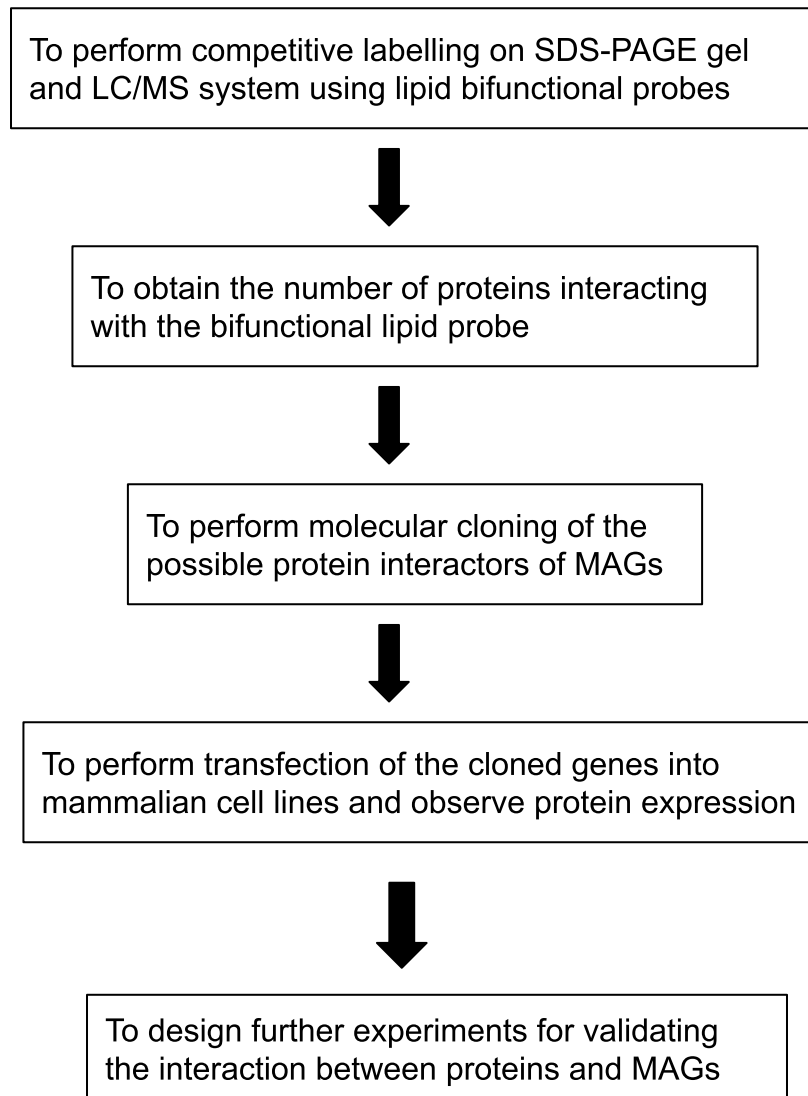 To perform competitive labelling on SDS-PAGE gel
and LC/MS system using lipid bifunctional probes
To obtain the number of proteins interacting
with the bifunctional lipid probe
To perform molecular cloning of the
possible protein interactors of MAGs
To perform transfection of the cloned genes into
mammalian cell lines and observe protein expression
To design further experiments for validating
the interaction between proteins and MAGs